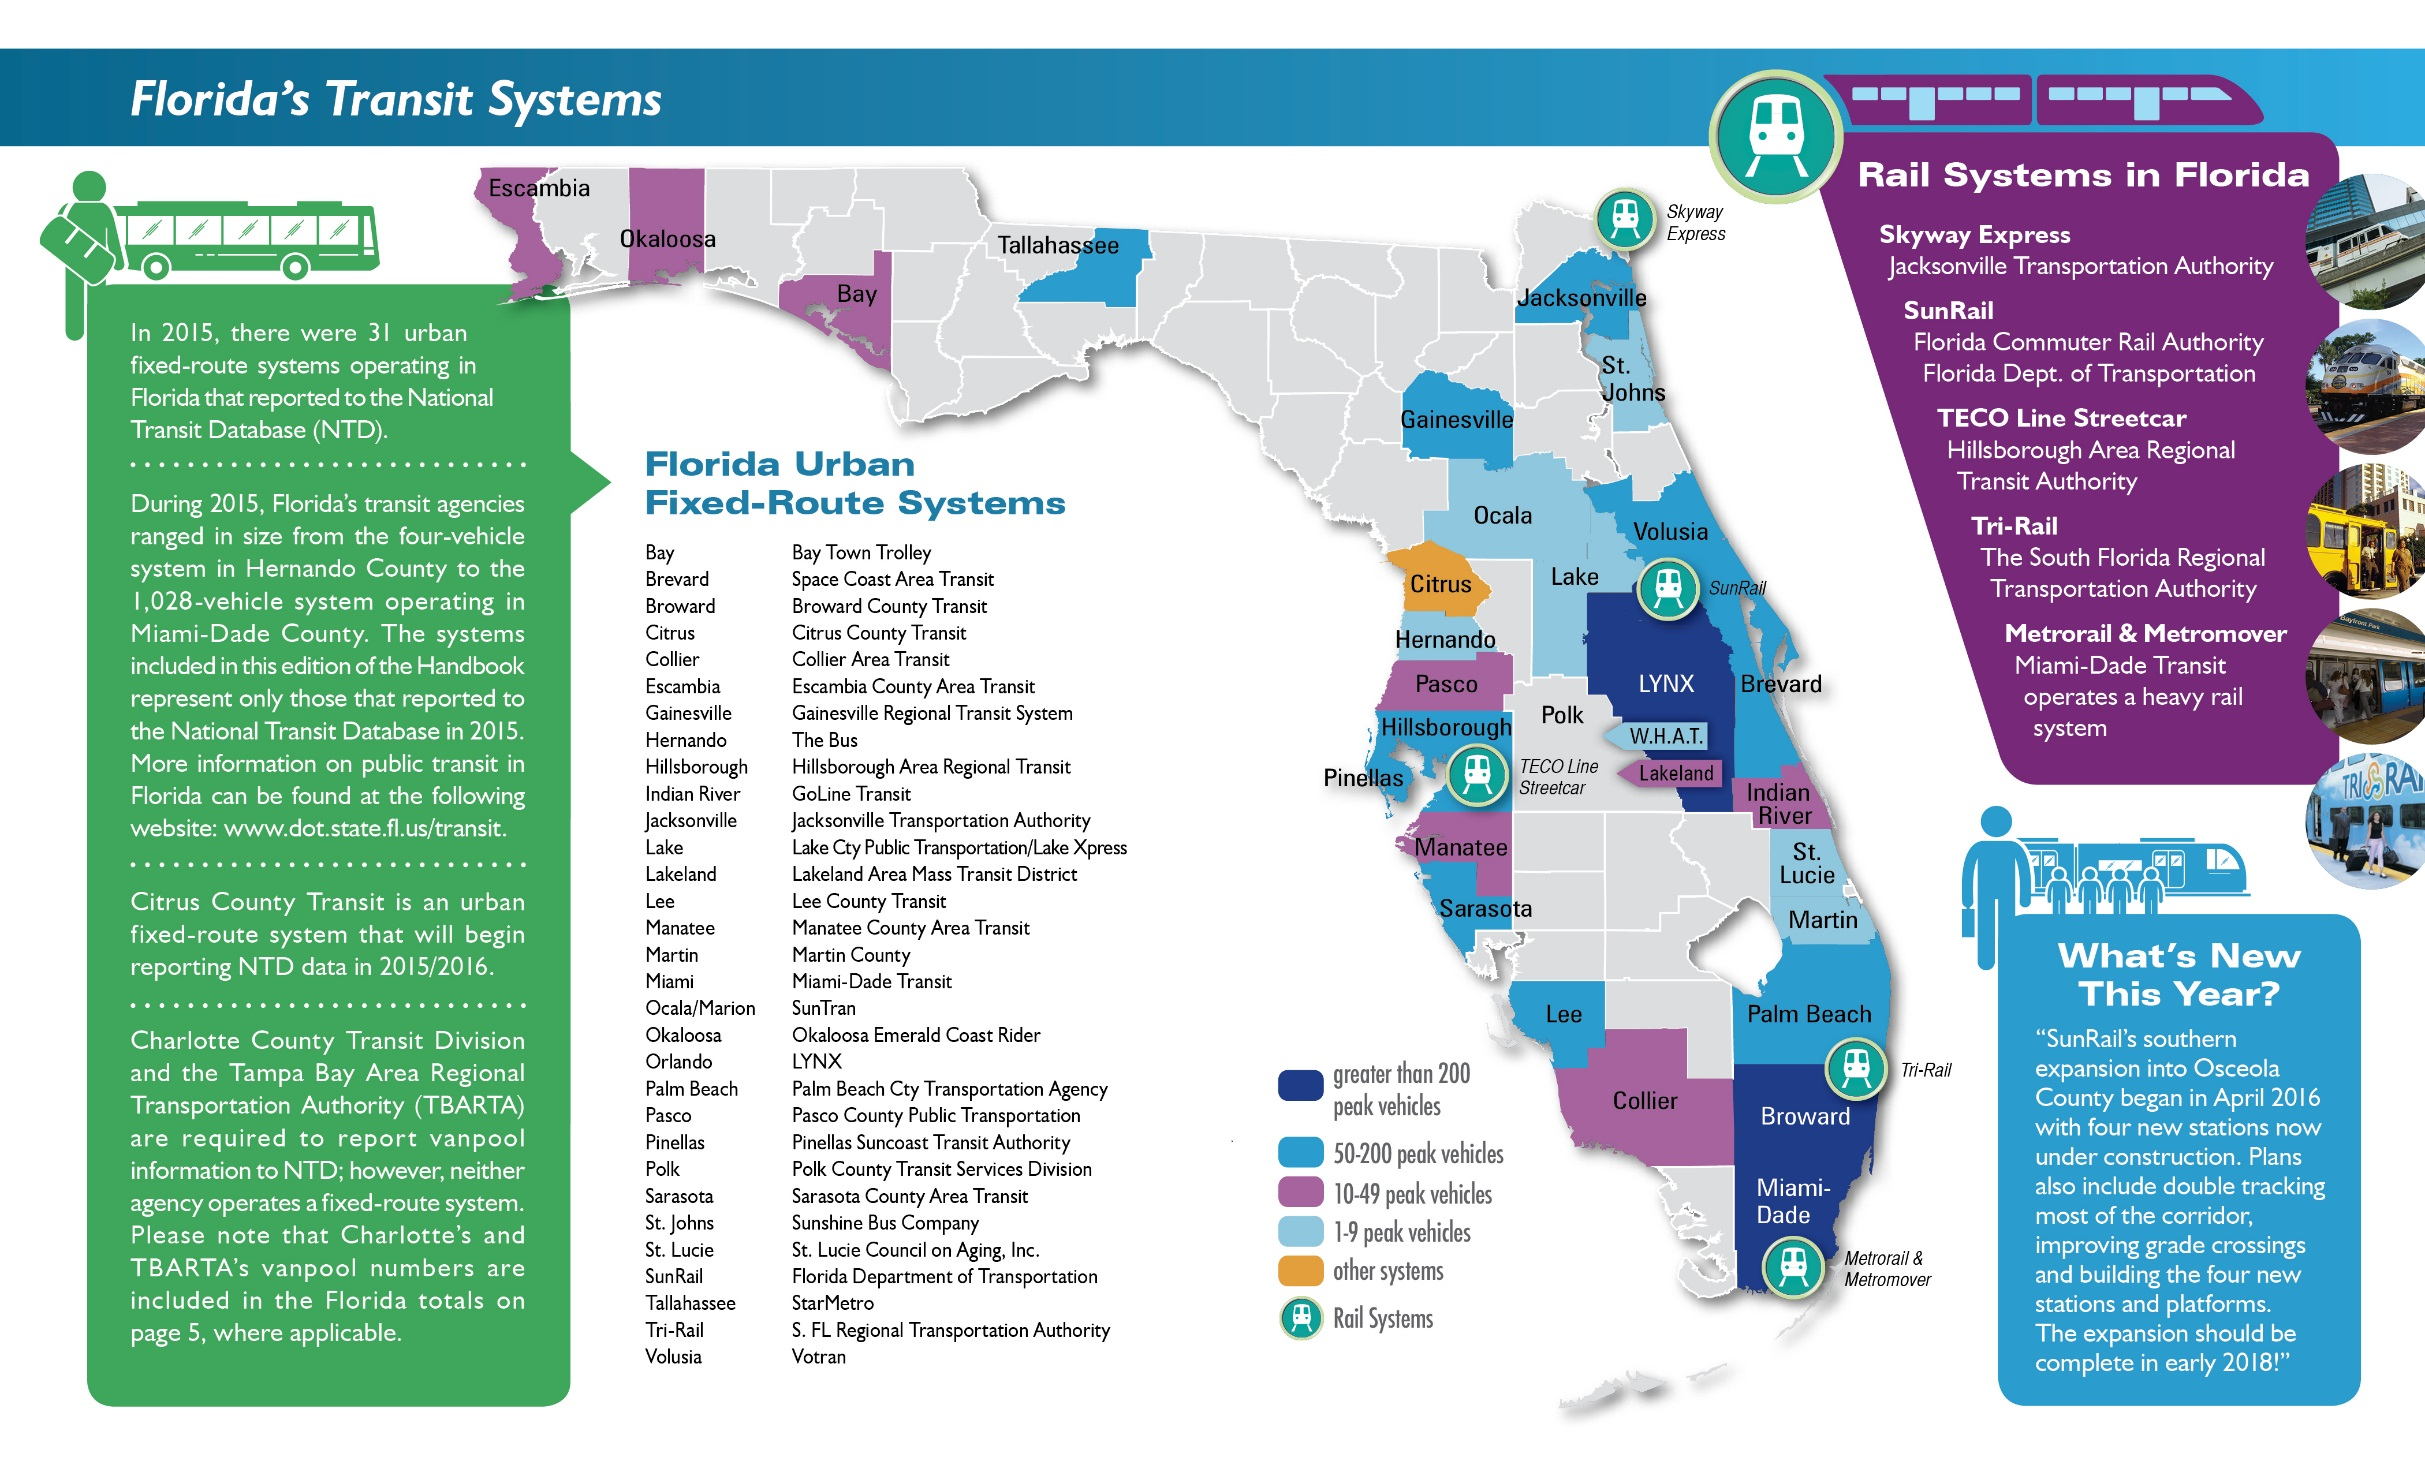 Florida's Transit Systems
In 2015, there were 31 urban
fixed-route systems operating in
Florida that reported to the National
Transit Database (NTD).
During 2015, Florida's transit agencies
ranged in size from the four-vehicle
system in Hernando County to the
1,028-vehicle system operating in
Miami-Dade County. The systems
included in this edition of the Handbook
represent only those that reported to
the National Transit Database in 2015.
More information on public transit in
Florida can be found at the following
website: www.dot.state.fl.us/transit.
Citrus County Transit is an urban
fixed-route system that will begin
reporting NTD data in 2015/2016.
Charlotte County Transit Division
and the Tampa Bay Area Regional
Transportation Authority (TBARTA)
are required to report vanpool
information to NTD; however, neither
agency operates a fixed-route system.
Please note that Charlotte's and
TBARTA's vanpool numbers are
included in the Florida totals on
page 5, where applicable.
Florida Urban
Fixed-Route Systems
Bay Bay Town Trolley
Brevard Space Coast Area Transit
Broward Broward County Transit
Citrus Citrus County Transit
Collier Collier Area Transit
Escambia Escambia County Area Transit
Gainesville Gainesville Regional Transit System
Hernando The Bus
Hillsborough Hillsborough Area Regional Transit
Indian River GoLine Transit
Jacksonville Jacksonville Transportation Authority
Lake Lake Cty Public Transportation/Lake Xpress
Lakeland Lakeland Area Mass Transit District
Lee Lee County Transit
Manatee Manatee County Area Transit
Martin Martin County
Miami Miami-Dade Transit
Ocala/Marion SunTran
Okaloosa Okaloosa Emerald Coast Rider
Orlando LYNX
Palm Beach Palm Beach Cty Transportation Agency
Pasco Pasco County Public Transportation
Pinellas Pinellas Suncoast Transit Authority
Polk Polk County Transit Services Division
Sarasota Sarasota County Area Transit
St. Johns Sunshine Bus Company
St. Lucie St. Lucie Council on Aging, Inc.
SunRail Florida Department of Transportation
Tallahassee StarMetro
Tri-Rail S. FL Regional Transportation Authority
Volusia Votran
Escambia
Okaloosa
Bay
Tallahassee
Skyway
Express
Jacksonville
St.
Johns
Gainesville
Ocala
Volusia
Citrus
Lake
SunRail
Hernando
Pasco
LYNX
Brevard
Polk
Hillsborough
W.H.A.T.
Pinellas
TECO Line
Streetcar
Lakeland
Indian
River
Manatee
St.
Lucie
Sarasota
Martin
Lee
Palm Beach
Tri-Rail
Collier
Broward
Miami-
Dade
Metrorail &
Metromover
greater than 200
peak vehicles
50-200 peak vehicles
10-49 peak vehicles
1-9 peak vehicles
other systems
Rail Systems
Rail Systems in Florida
Skyway Express
Jacksonville Transportation Authority
SunRail
Florida Commuter Rail Authority
Florida Dept. of Transportation
TECO Line Streetcar
Hillsborough Area Regional
Transit Authority
Tri-Rail
The South Florida Regional
Transportation Authority
Metrorail & Metromover
Miami-Dade Transit
operates a heavy rail
system
Bayfront Park
TRI RA
What's New
This Year?
"SunRail's southern
expansion into Osceola
County began in April 2016
with four new stations now
under construction. Plans
also include double tracking
most of the corridor,
improving grade crossings
and building the four new
stations and platforms.
The expansion should be
complete in early 2018!"